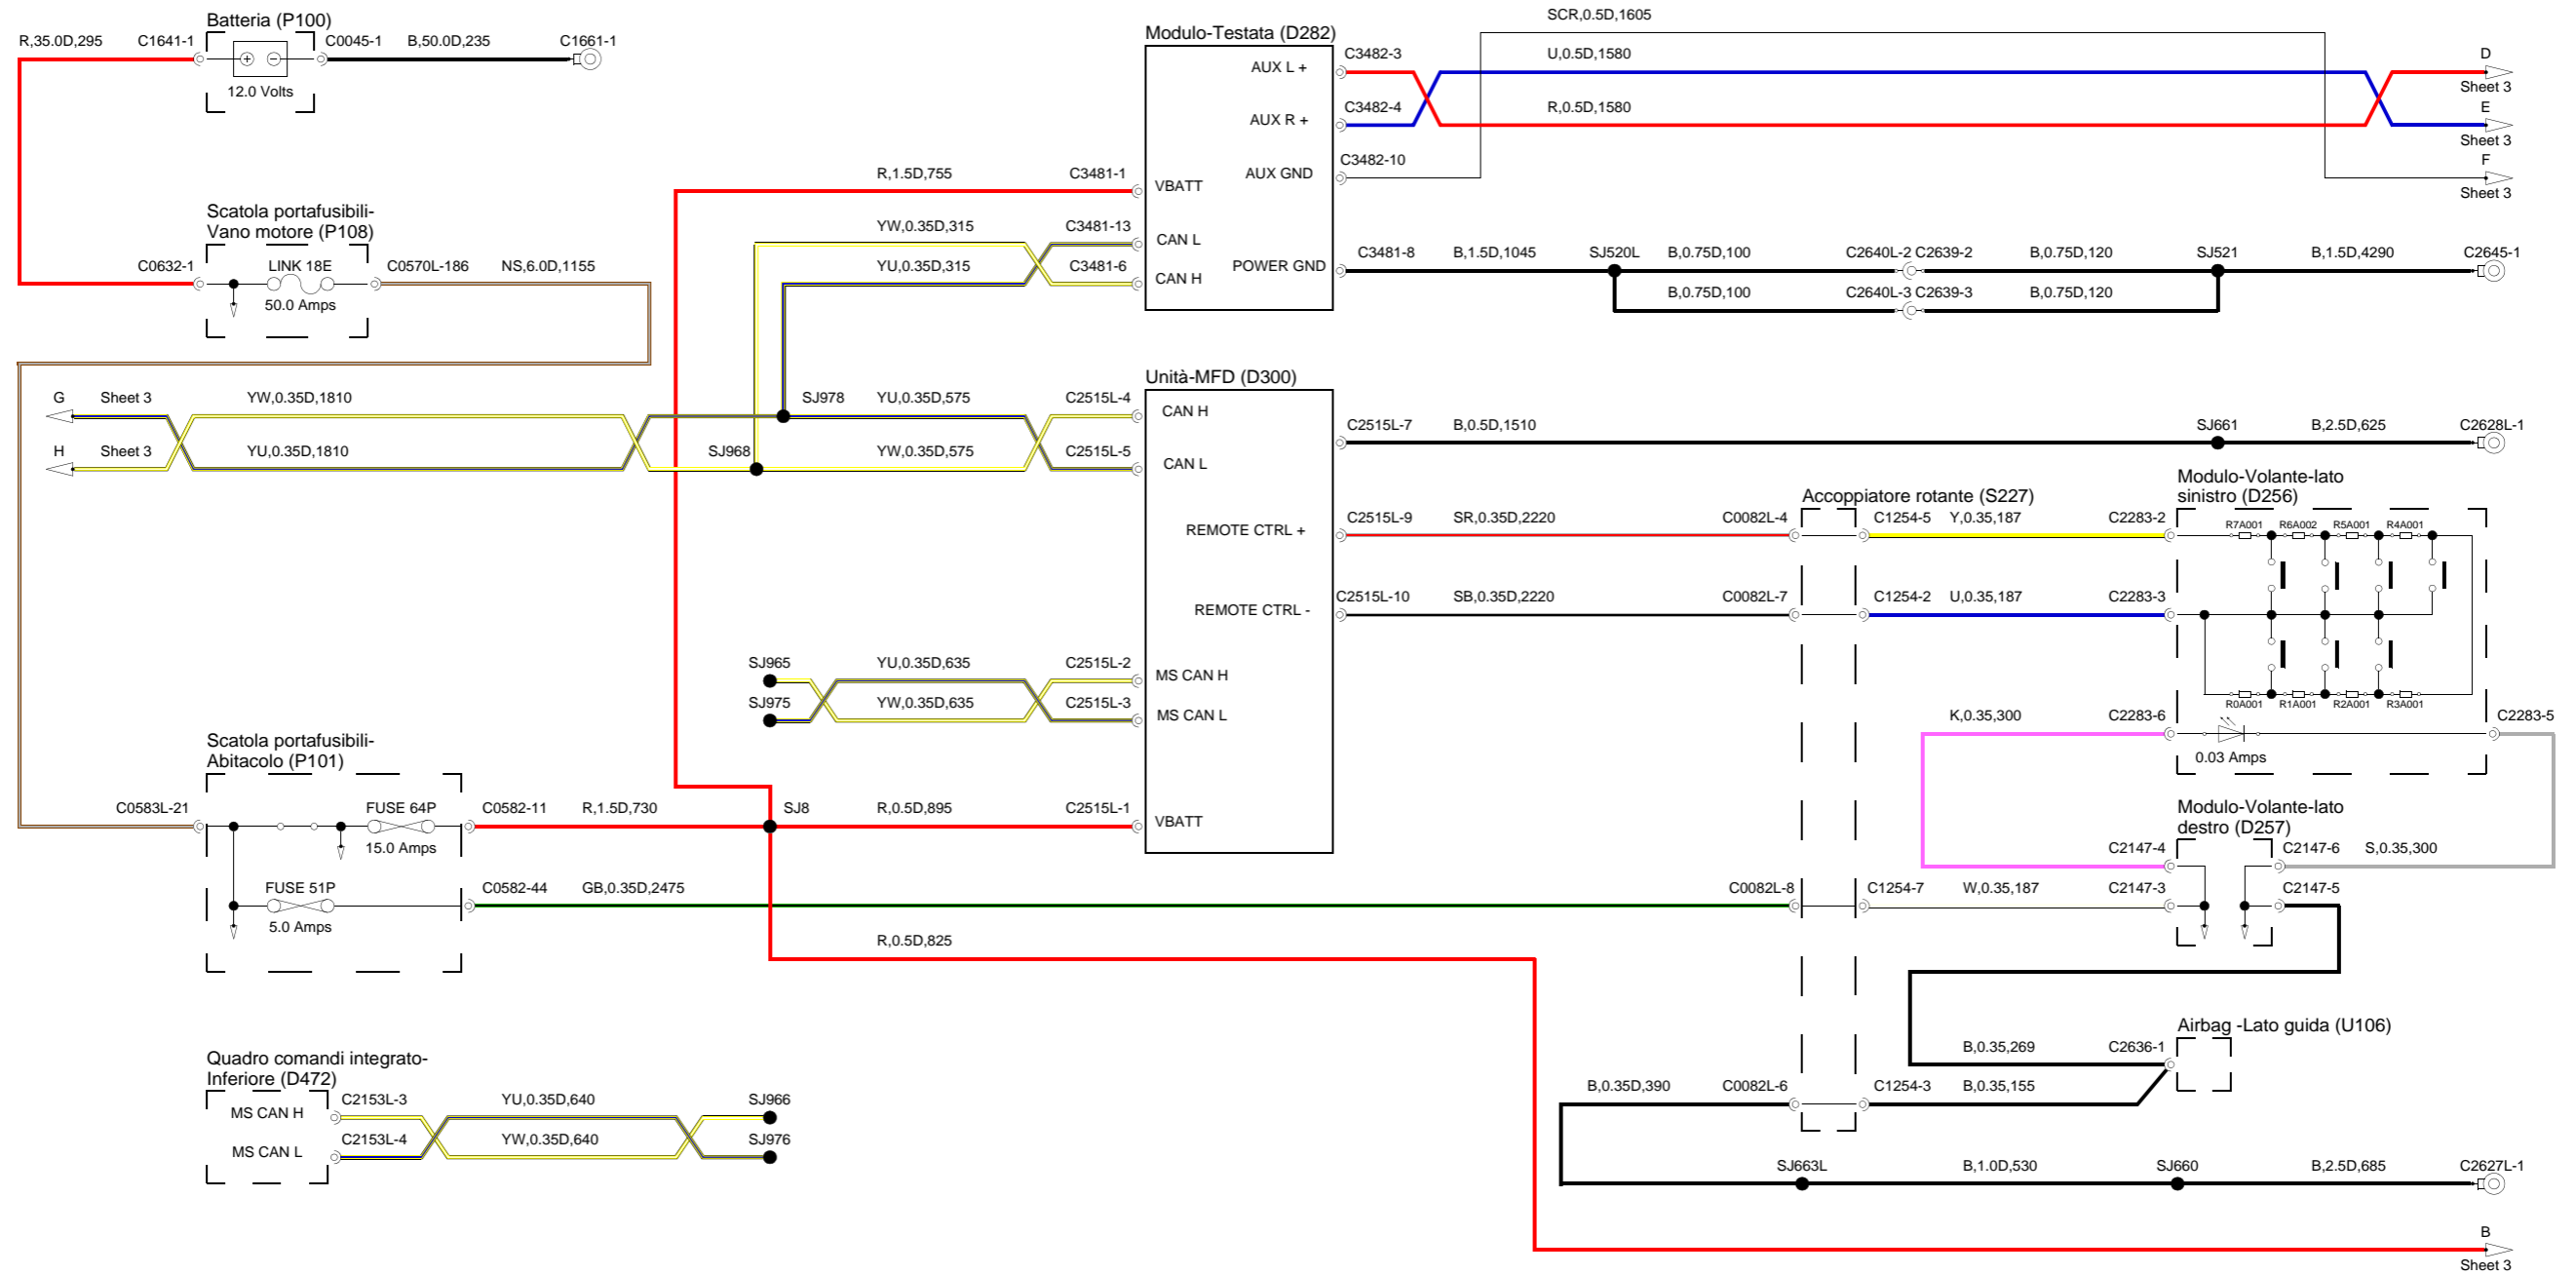 Batteria (P100)
R,35.0D,295
C1641-1
C0045-1
B,50.0D,235
C1661-1
12.0 Volts
Scatola portafusibili-
Vano motore (P108)
C0632-1
LINK 18E
50.0 Amps
C0570L-186
NS,6.0D,1155
Modulo-Testata (D282)
SCR,0.5D,1605
AUX L +
C3482-3
U,0.5D,1580
D
Sheet 3
AUX R +
C3482-4
R,0.5D,1580
E
Sheet 3
AUX GND
C3482-10
F
Sheet 3
R,1.5D,755
C3481-1
VBATT
YW,0.35D,315
C3481-13
CAN L
YU,0.35D,315
C3481-6
CAN H
POWER GND
C3481-8
B,1.5D,1045
SJ520L
B,0.75D,100
C2640L-2
C2639-2
B,0.75D,120
SJ521
B,1.5D,4290
C2645-1
B,0.75D,100
C2640L-3
C2639-3
B,0.75D,120
Unità-MFD (D300)
G
Sheet 3
YW,0.35D,1810
SJ978
YU,0.35D,575
C2515L-4
CAN H
H
Sheet 3
YU,0.35D,1810
SJ968
YW,0.35D,575
C2515L-5
CAN L
C2515L-7
B,0.5D,1510
SJ661
B,2.5D,625
C2628L-1
Modulo-Volante-lato
sinistro (D256)
Accoppiatore rotante (S227)
REMOTE CTRL +
C2515L-9
SR,0.35D,2220
C0082L-4
C1254-5
Y,0.35,187
C2283-2
R7A001
R6A002
R5A001
R4A001
REMOTE CTRL -
C2515L-10
SB,0.35D,2220
C0082L-7
C1254-2
U,0.35,187
C2283-3
R0A001
R1A001
R2A001
R3A001
SJ965
YU,0.35D,635
C2515L-2
MS CAN H
SJ975
YW,0.35D,635
C2515L-3
MS CAN L
K,0.35,300
C2283-6
C2283-5
0.03 Amps
Scatola portafusibili-
Abitacolo (P101)
C0583L-21
FUSE 64P
15.0 Amps
C0582-11
R,1.5D,730
SJ8
R,0.5D,895
C2515L-1
VBATT
Modulo-Volante-lato
destro (D257)
C2147-4
C2147-6
S,0.35,300
FUSE 51P
5.0 Amps
C0582-44
GB,0.35D,2475
C0082L-8
C1254-7
W,0.35,187
C2147-3
C2147-5
R,0.5D,825
Airbag -Lato guida (U106)
B,0.35,269
C2636-1
Quadro comandi integrato-
Inferiore (D472)
MS CAN H
C2153L-3
YU,0.35D,640
SJ966
MS CAN L
C2153L-4
YW,0.35D,640
SJ976
B,0.35D,390
C0082L-6
C1254-3
B,0.35,155
SJ663L
B,1.0D,530
SJ660
B,2.5D,685
C2627L-1
B
Sheet 3